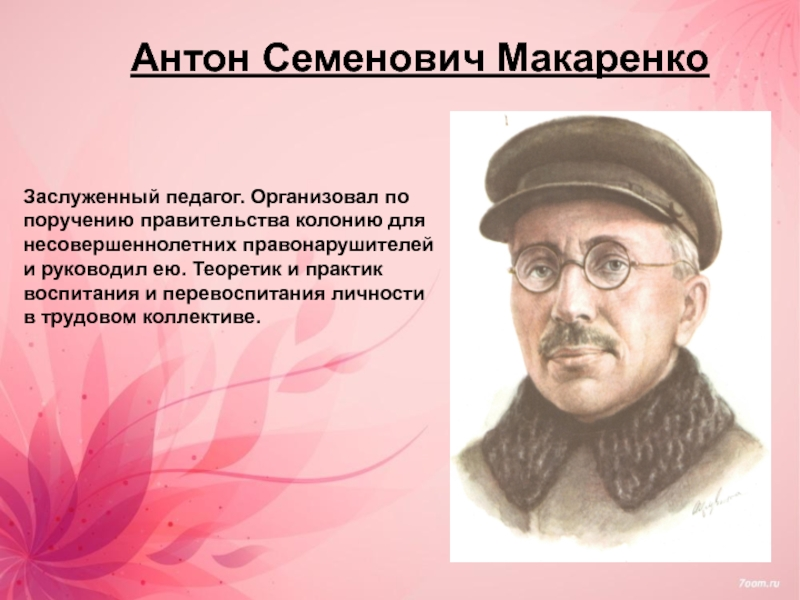 Антон Семенович Макаренко
Заслуженный педагог. Организовал по
поручению правительства колонию для
несовершеннолетних правонарушителей
и руководил ею. Теоретик и практик
воспитания и перевоспитания личности
в трудовом коллективе.
7oom.ru